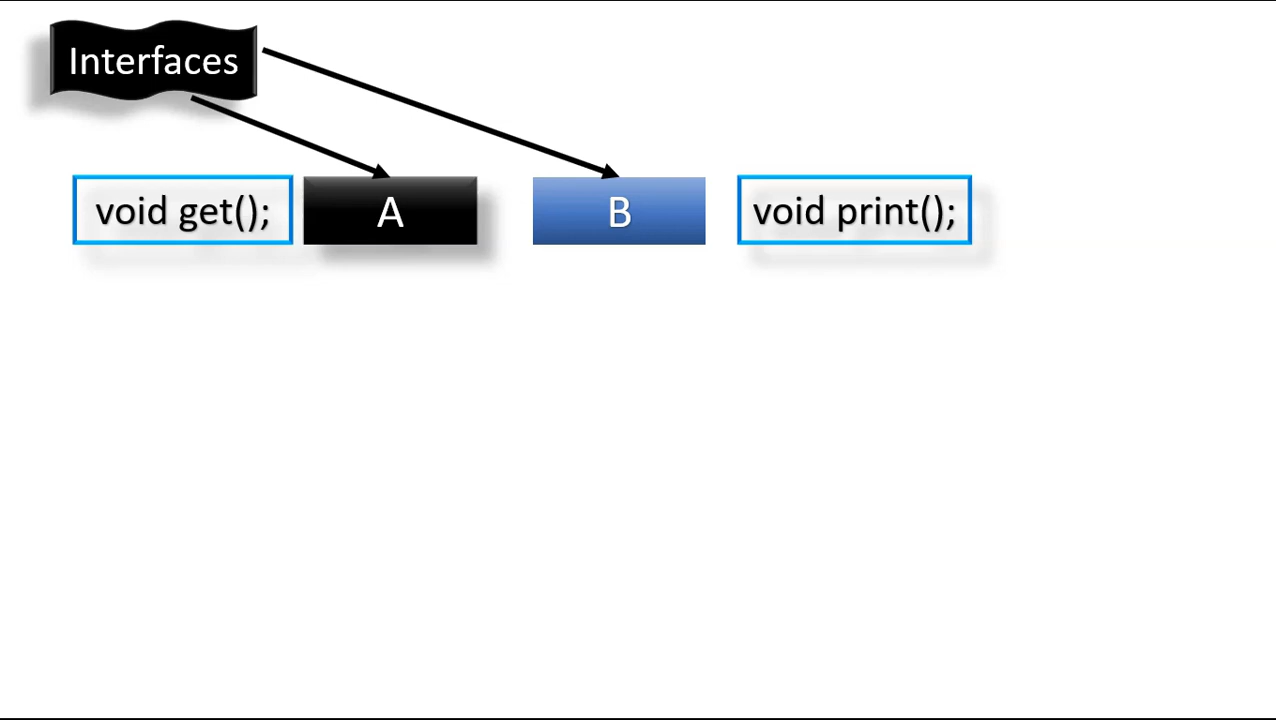 Interfaces
void get();
A
B
void print();